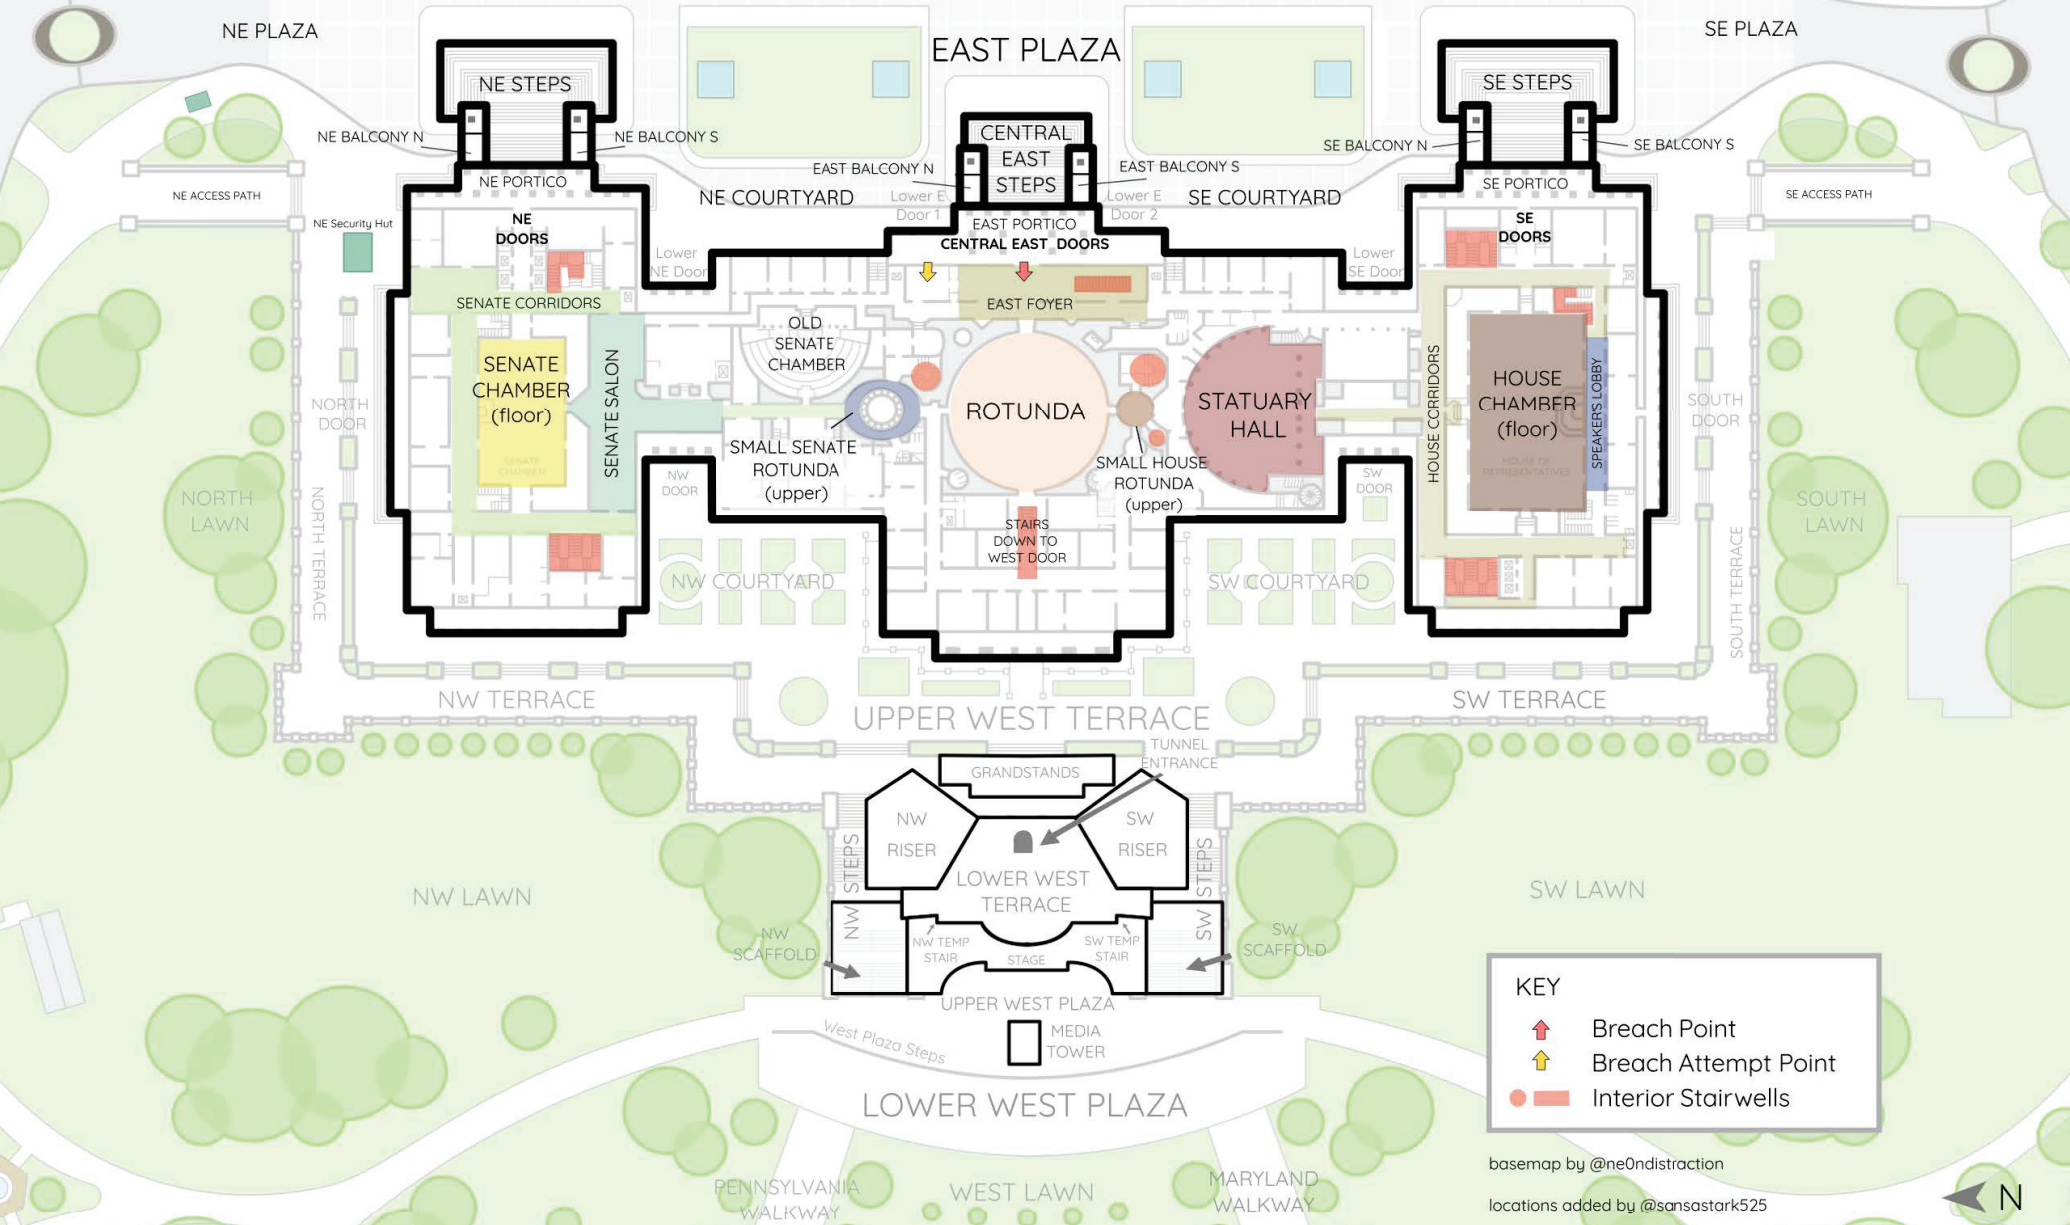 NE PLAZA
EAST PLAZA
SE PLAZA
NE STEPS
SE STEPS
NE BALCONY N
NE BALCONY S
CENTRAL
EAST
STEPS
SE BALCONY N
SE BALCONY S
EAST BALCONY N
EAST BALCONY S
NE PORTICO
SE PORTICO
NE ACCESS PATH
SE ACCESS PATH
NE COURTYARD
Lower E
Door 1
Lower E
Door 2
SE COURTYARD
NE Security Hut
NE
DOORS
EAST PORTICO
CENTRAL EAST DOORS
SE
DOORS
Lower
NE Door
Lower
SE Door
SENATE CORRIDORS
EAST FOYER
OLD
SENATE
CHAMBER
SENATE
CHAMBER
(floor)
SENATE
CHAMBER
SENATE SALON
ROTUNDA
STATUARY
HALL
HOUSE CORRIDORS
HOUSE
CHAMBER
(floor)
HOUSE OF
REPRESENTATIVES
SPEAKERS LOBBY
NORTH
DOOR
SOUTH
DOOR
SMALL SENATE
ROTUNDA
(upper)
SMALL HOUSE
ROTUNDA
(upper)
NW
DOOR
SW
DOOR
NORTH
LAWN
NORTH TERRACE
SOUTH TERRACE
SOUTH
LAWN
STAIRS
DOWN TO
WEST DOOR
NW COURTYARD
SW COURTYARD
NW TERRACE
UPPER WEST TERRACE
SW TERRACE
TUNNEL
ENTRANCE
GRANDSTANDS
NW
RISER
SW
RISER
NW STEPS
SW STEPS
LOWER WEST
TERRACE
NW LAWN
SW LAWN
NW
SCAFFOLD
NW TEMP
STAIR
STAGE
SW TEMP
STAIR
SW
SCAFFOLD
UPPER WEST PLAZA
West Plaza Steps
MEDIA
TOWER
LOWER WEST PLAZA
PENNSYLVANIA
WALKWAY
WEST LAWN
MARYLAND
WALKWAY
KEY
Breach Point
Breach Attempt Point
Interior Stairwells
basemap by @ne0ndistraction
locations added by @sansastark525
N